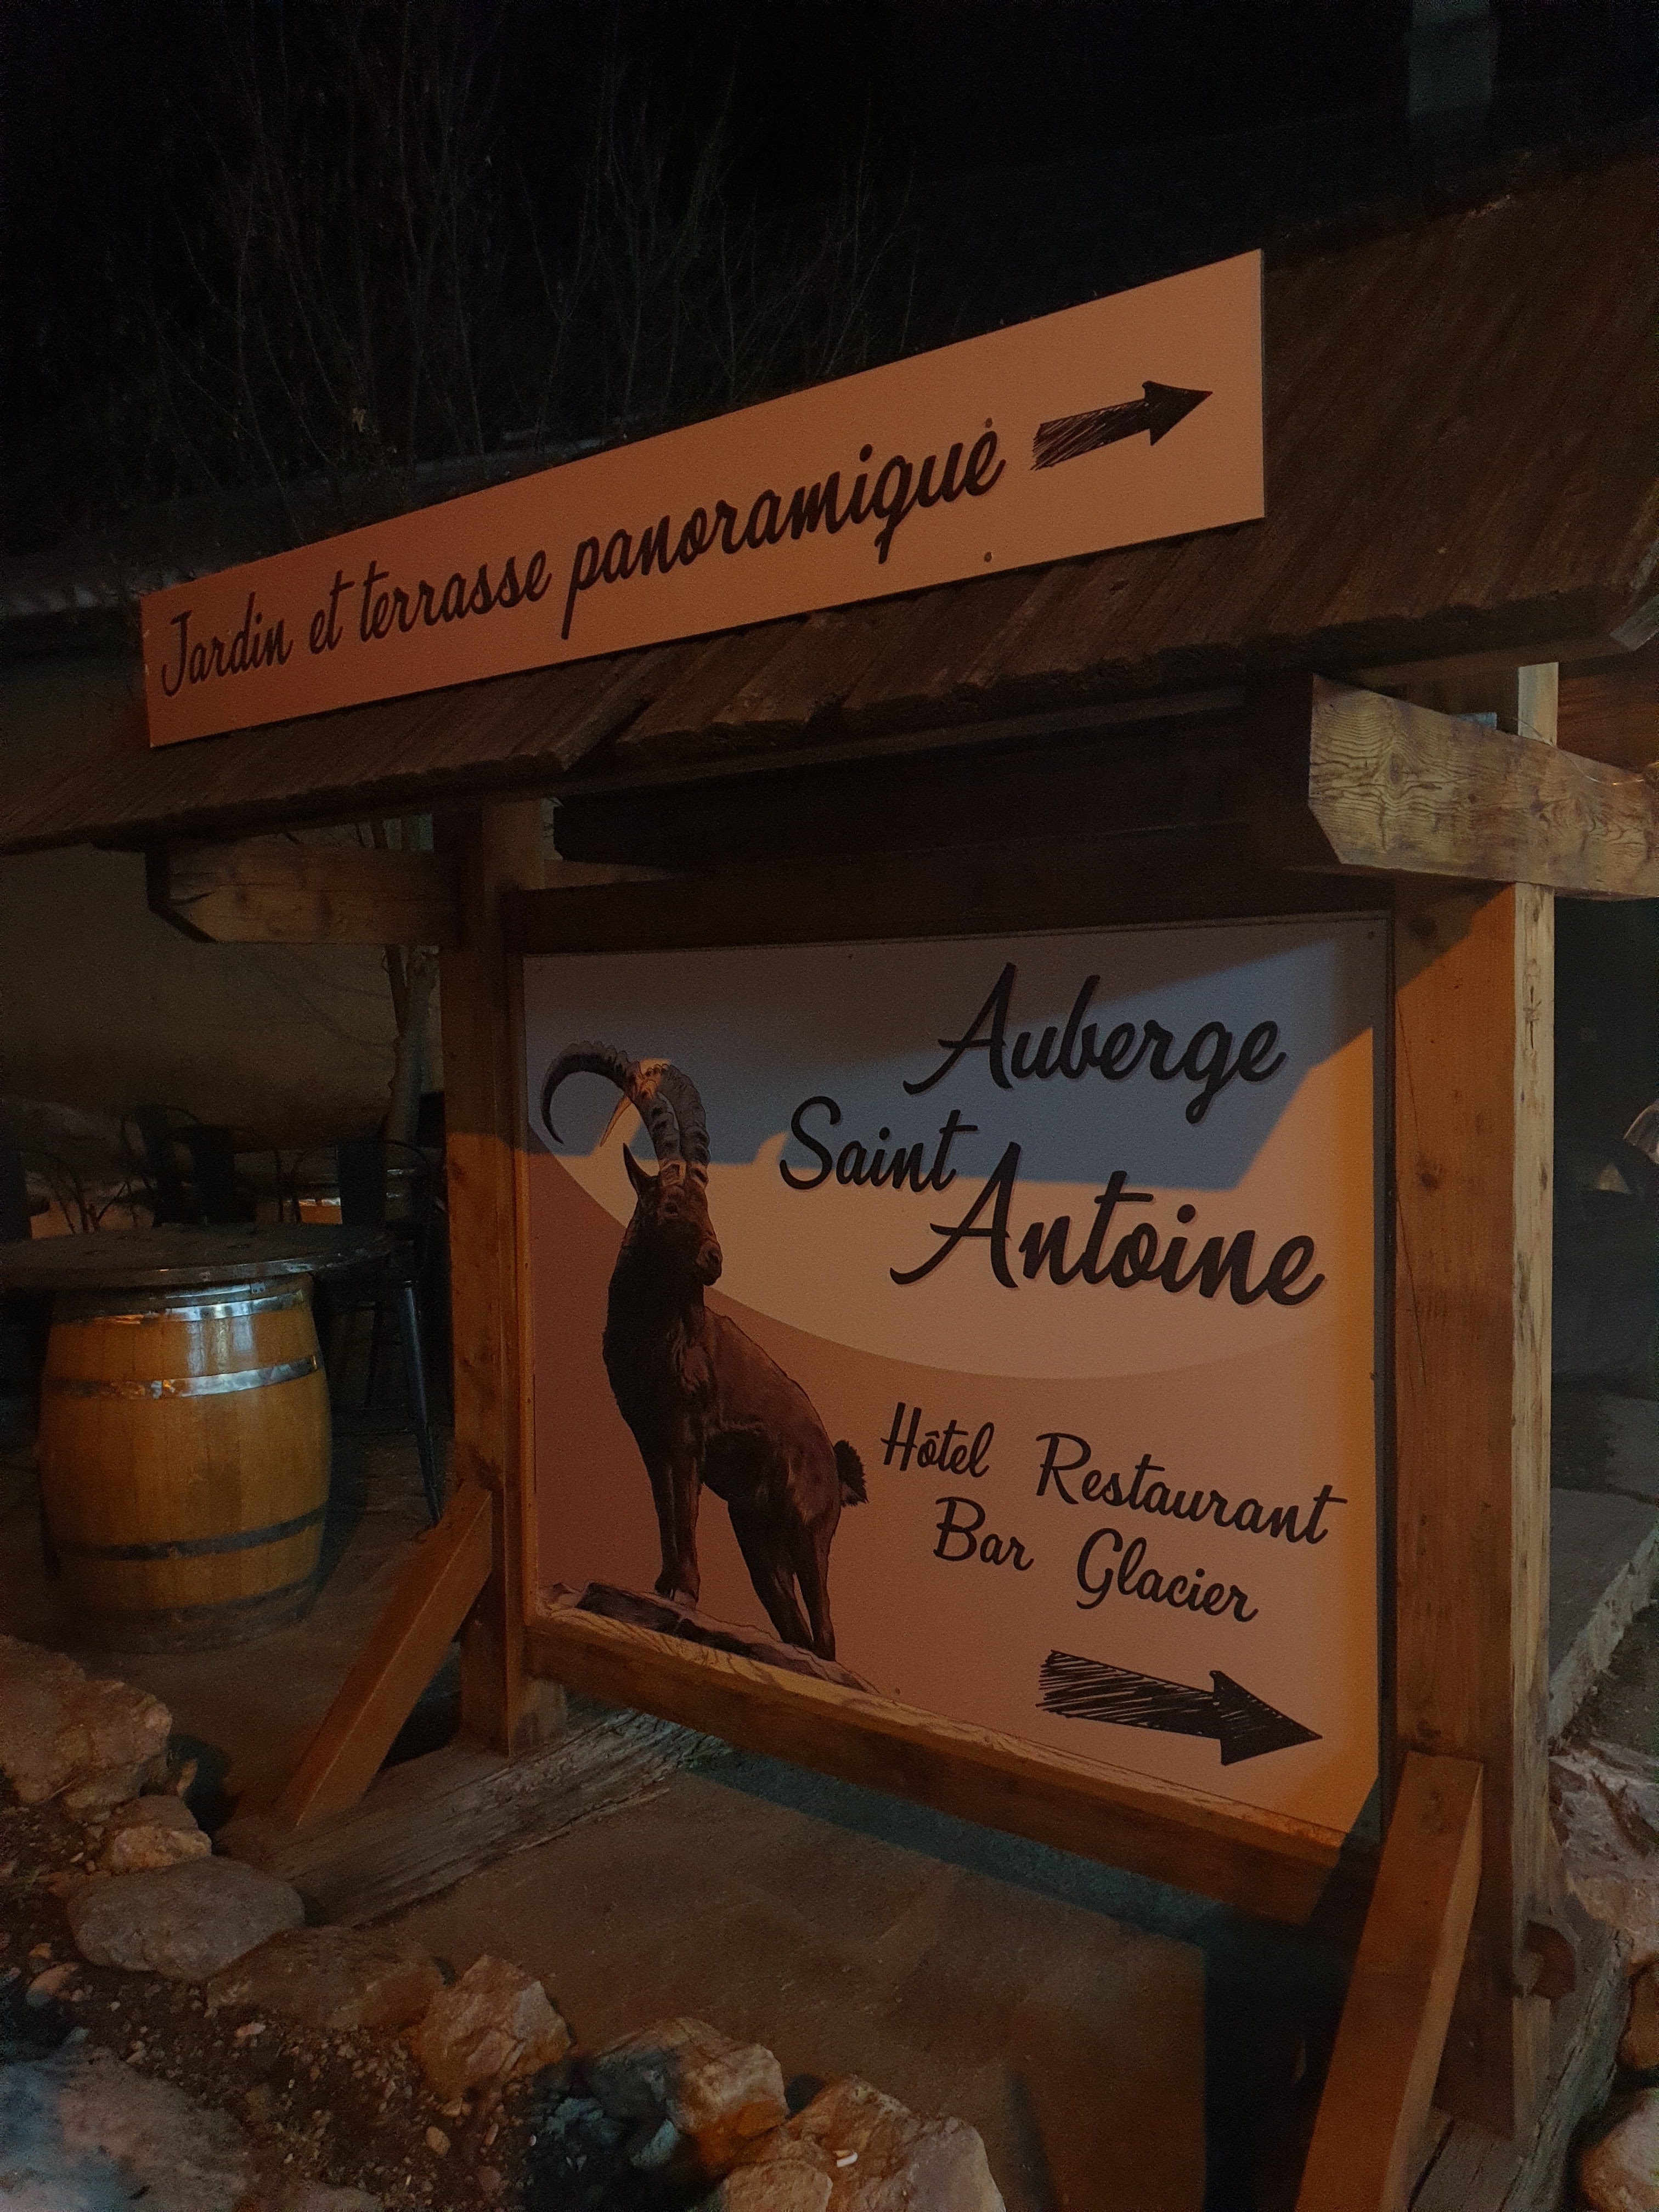 Jardin et terrasse panoramique
Auberge
Saint
Antoine
Hôtel Restaurant
Bar Glacier